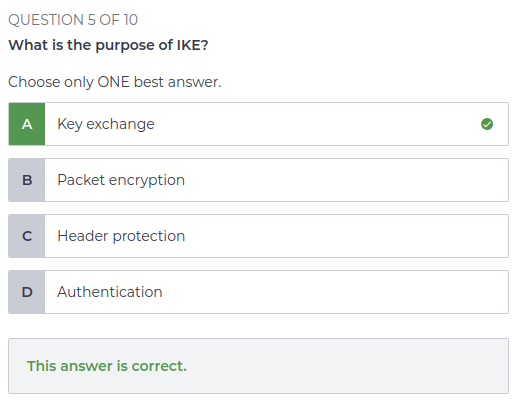 QUESTION 5 OF 10
What is the purpose of IKE?
Choose only ONE best answer.
A Key exchange
B Packet encryption
C Header protection
D Authentication
This answer is correct.